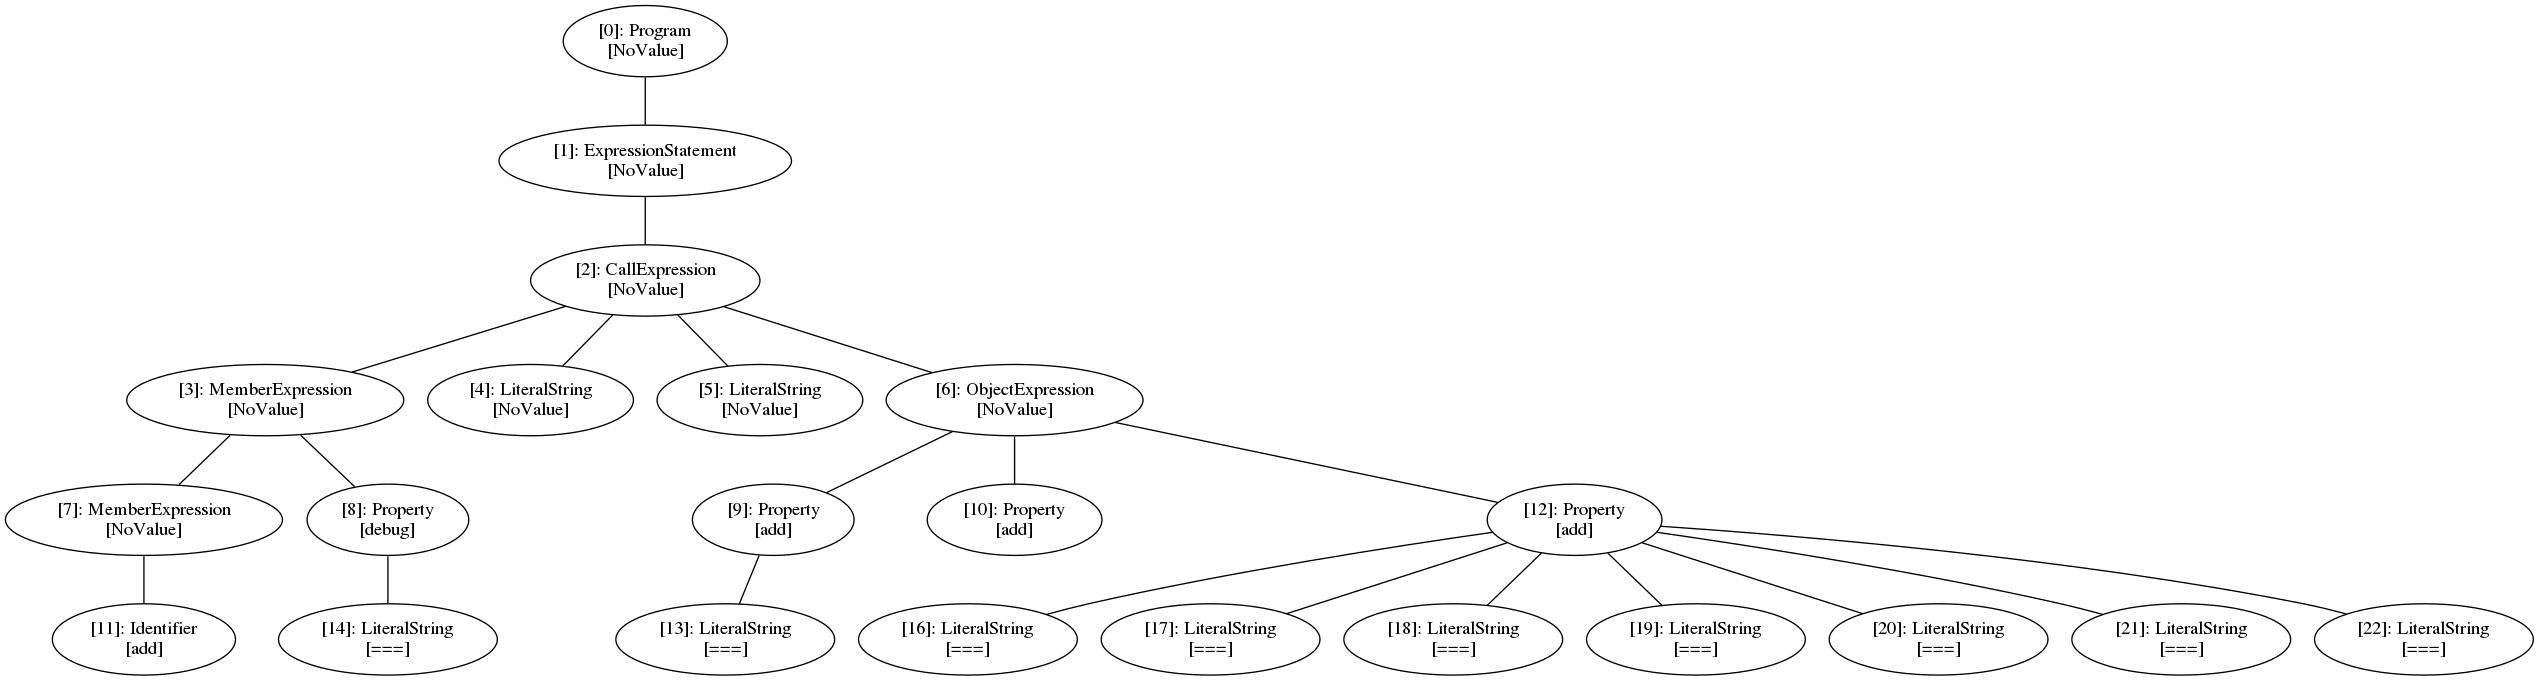 [0]: Program
[NoValue]
[1]: ExpressionStatement
[NoValue]
[2]: CallExpression
[NoValue]
[3]: MemberExpression
[NoValue]
[4]: LiteralString
[NoValue]
[5]: LiteralString
[NoValue]
[6]: ObjectExpression
[NoValue]
[7]: MemberExpression
[NoValue]
[8]: Property
[debug]
[9]: Property
[add]
[10]: Property
[add]
[12]: Property
[add]
[11]: Identifier
[add]
[14]: LiteralString
[===]
[13]: LiteralString
[===]
[16]: LiteralString
[===]
[17]: LiteralString
[===]
[18]: LiteralString
[===]
[19]: LiteralString
[===]
[20]: LiteralString
[===]
[21]: LiteralString
[===]
[22]: LiteralString
[===]